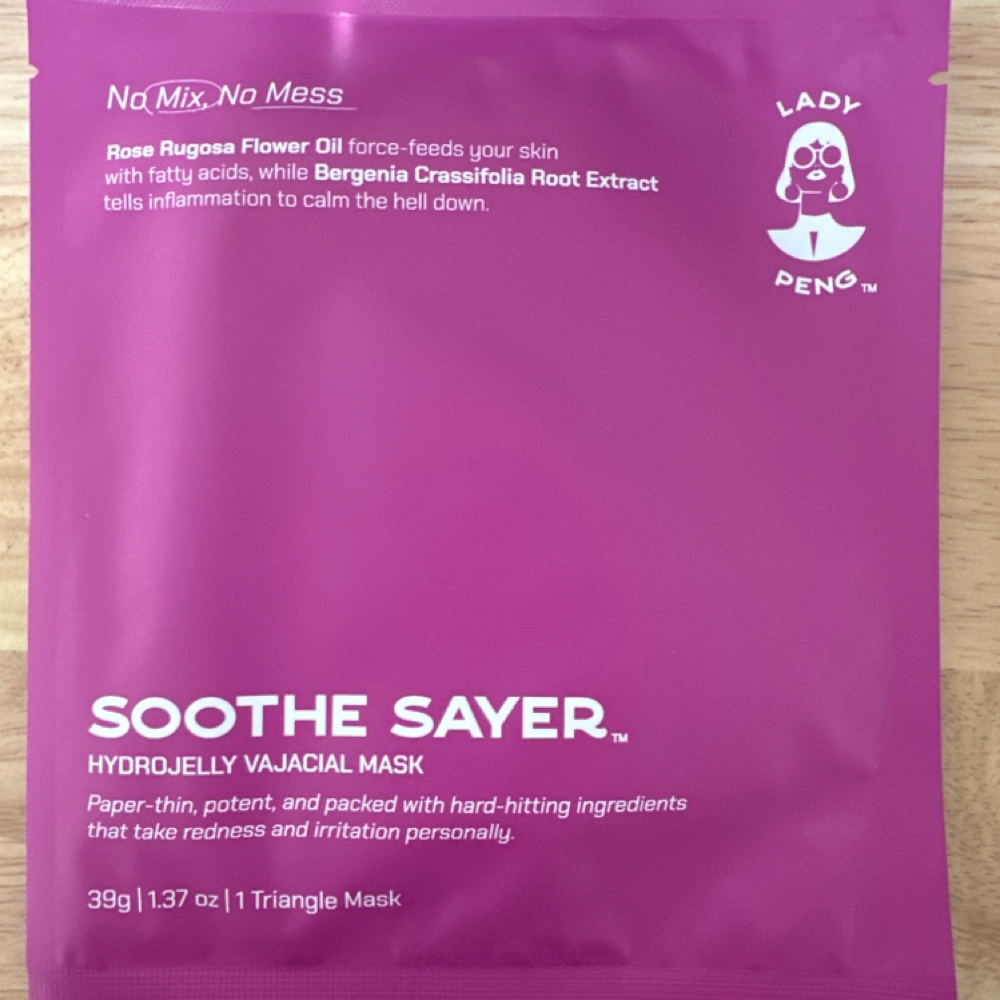 No Mix, No Mess
LADY
PENG™
Rose Rugosa Flower Oil force-feeds your skin
with fatty acids, while Bergenia Crassifolia Root Extract
tells inflammation to calm the hell down.
SOOTHE SAYER™
HYDROJELLY VAJACIAL MASK
Paper-thin, potent, and packed with hard-hitting ingredients
that take redness and irritation personally.
39g | 1.37 oz | 1 Triangle Mask